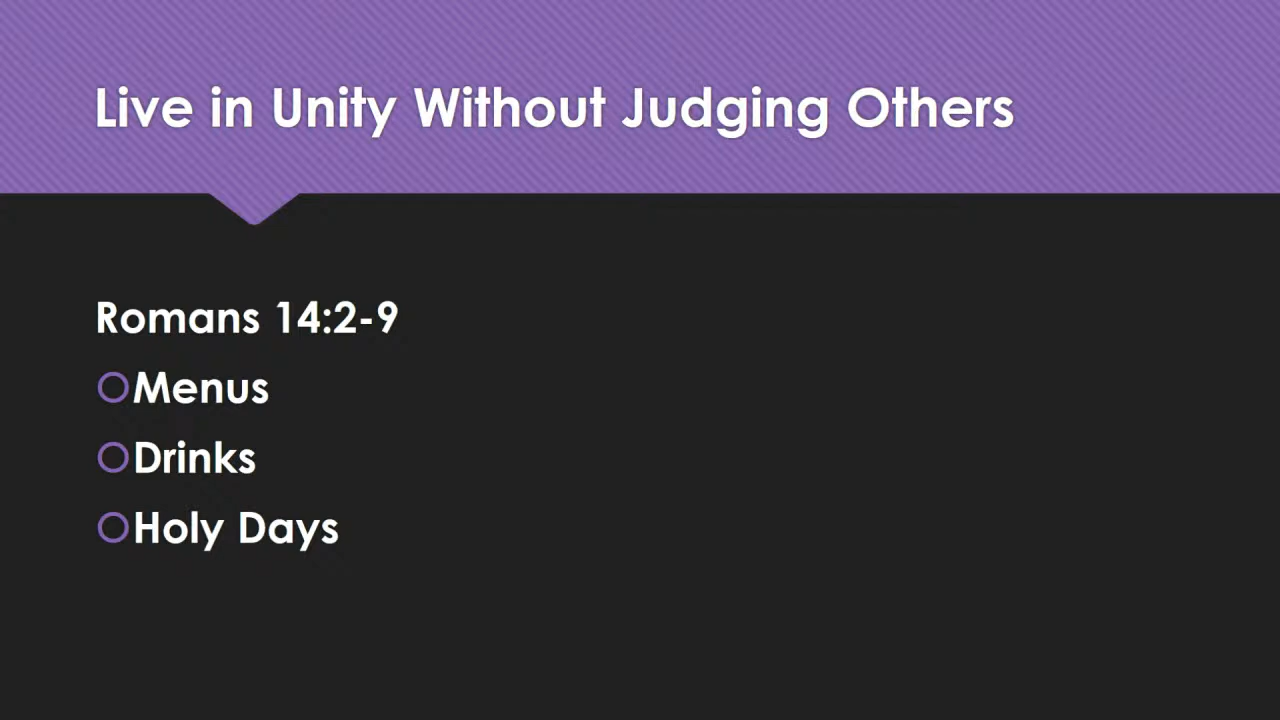 Live in Unity Without Judging Others
Romans 14:2-9
Menus
Drinks
Holy Days